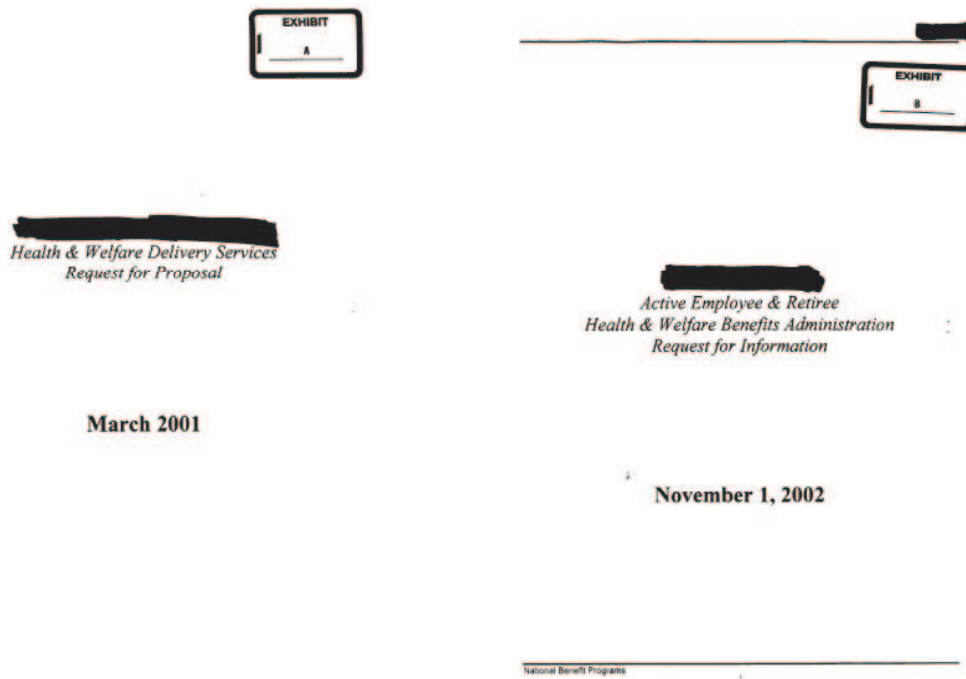 EXHIBIT
A
Health & Welfare Delivery Services
Request for Proposal
March 2001
EXHIBIT
B
Active Employee & Retiree
Health & Welfare Benefits Administration
Request for Information
November 1, 2002
National Benefit Programs